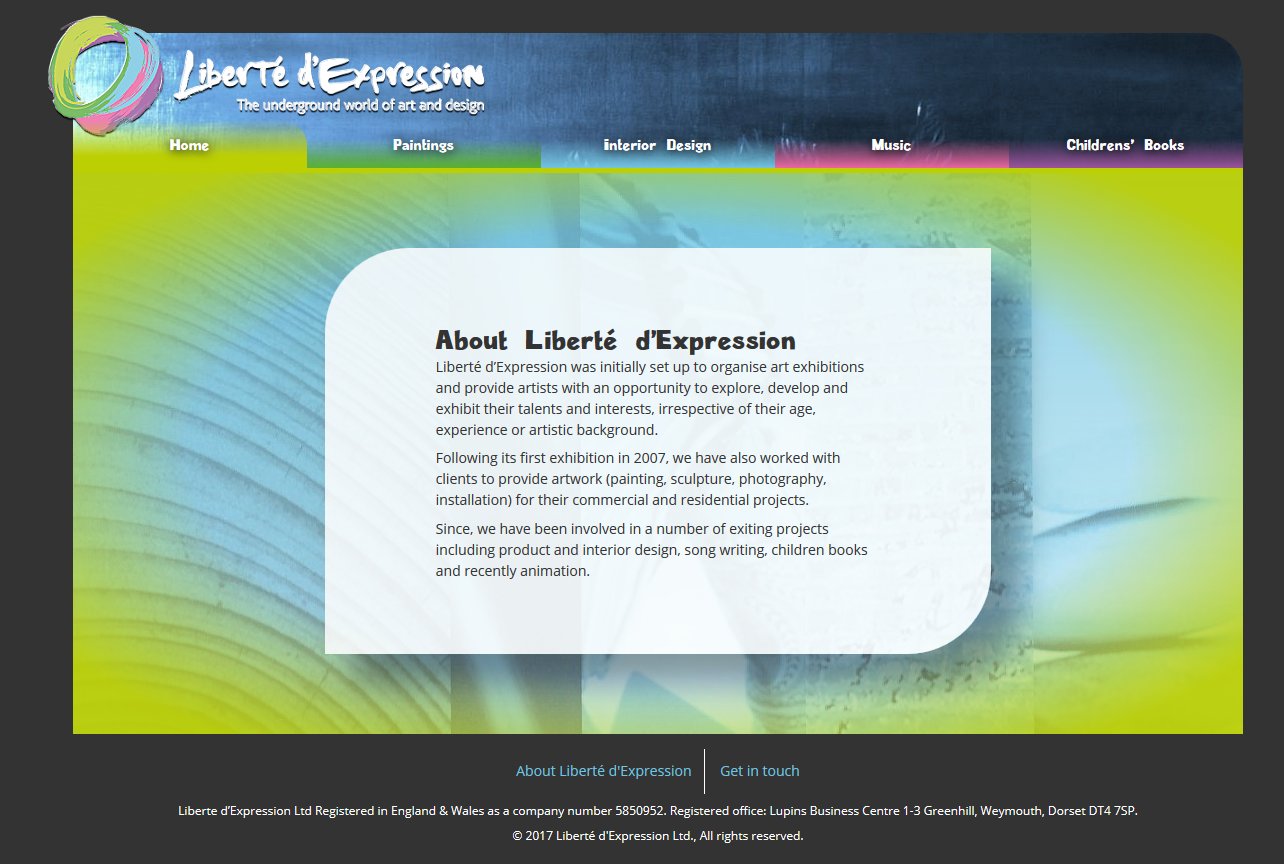 Liberté d'Expression
The underground world of art and design
Home
Paintings
Interior Design
Music
Childrens' Books
About Liberté d'Expression
Liberté d'Expression was initially set up to organise art exhibitions
and provide artists with an opportunity to explore, develop and
exhibit their talents and interests, irrespective of their age,
experience or artistic background.
Following its first exhibition in 2007, we have also worked with
clients to provide artwork (painting, sculpture, photography,
installation) for their commercial and residential projects.
Since, we have been involved in a number of exiting projects
including product and interior design, song writing, children books
and recently animation.
About Liberté d'Expression
Get in touch
Liberte d'Expression Ltd Registered in England & Wales as a company number 5850952. Registered office: Lupins Business Centre 1-3 Greenhill, Weymouth, Dorset DT4 7SP.
© 2017 Liberté d'Expression Ltd., All rights reserved.